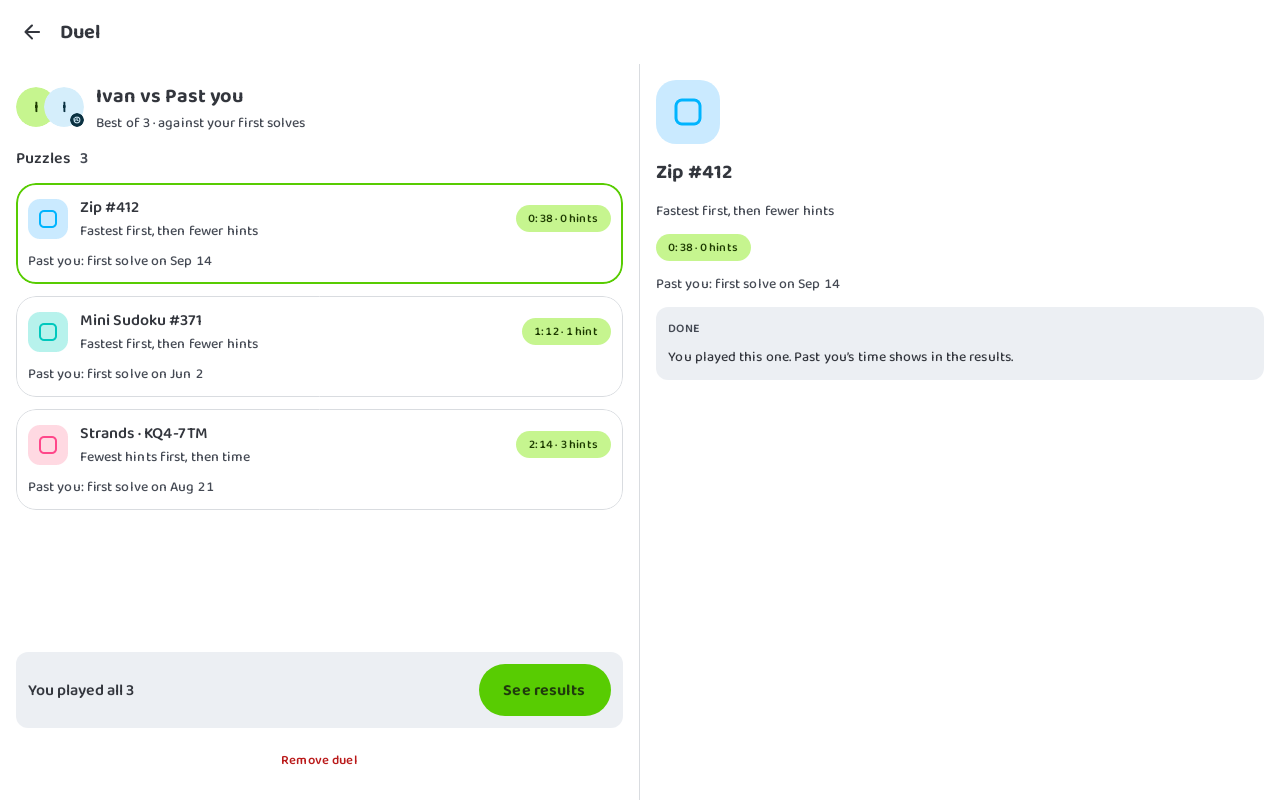 Duel
I
I
Ivan vs Past you
Best of 3 · against your first solves
Puzzles 3
Zip #412
Fastest first, then fewer hints
0:38 · 0 hints
Past you: first solve on Sep 14
Mini Sudoku #371
Fastest first, then fewer hints
1:12 · 1 hint
Past you: first solve on Jun 2
Strands · KQ4-7TM
Fewest hints first, then time
2:14 · 3 hints
Past you: first solve on Aug 21
You played all 3
See results
Remove duel
Zip #412
Fastest first, then fewer hints
0:38 · 0 hints
Past you: first solve on Sep 14
DONE
You played this one. Past you's time shows in the results.